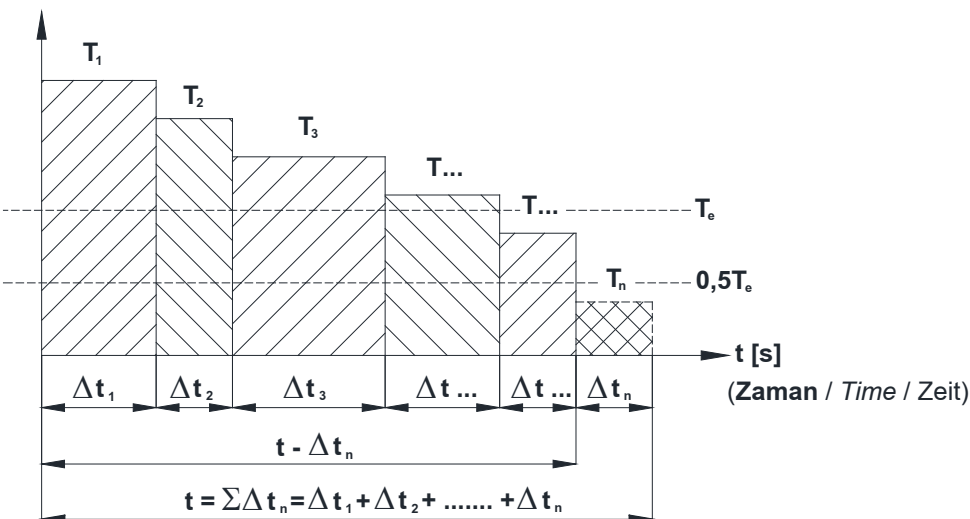 T₁
T₂
T₃
T...
T...
Tₑ
Tₙ
0,5Tₑ
t [s]
(Zaman / Time / Zeit)
Δt₁ Δt₂ Δt₃ Δt ... Δt ... Δtₙ
t - Δtₙ
t = ΣΔtₙ=Δt₁+Δt₂+ ....... +Δtₙ